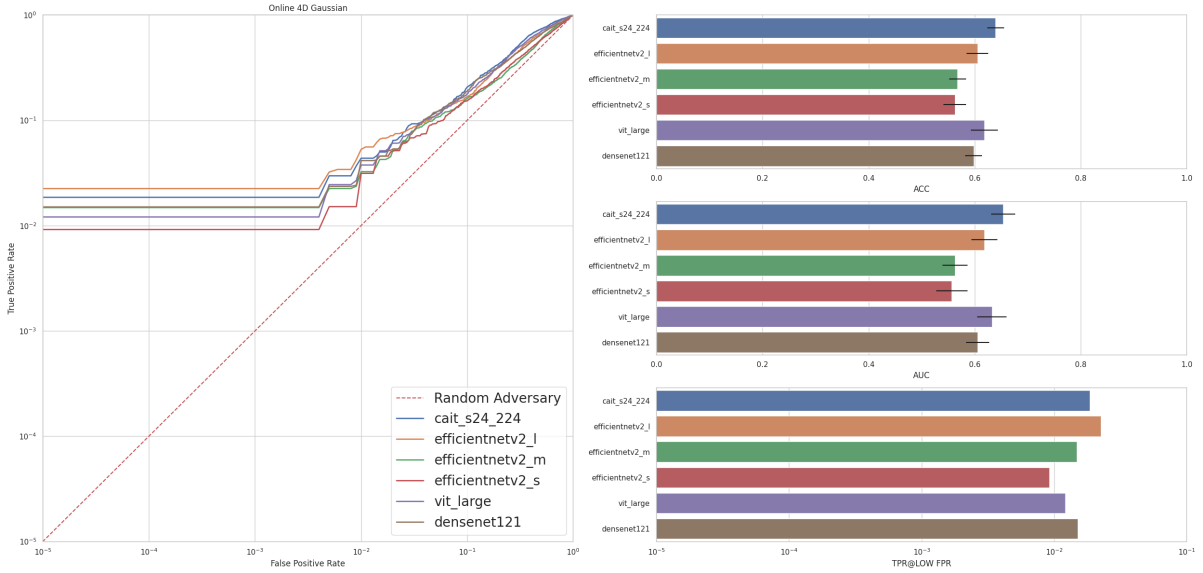 Online 4D Gaussian
True Positive Rate
10^0
10^-1
10^-2
10^-3
10^-4
10^-5
10^-5
10^-4
10^-3
10^-2
10^-1
10^0
False Positive Rate
Random Adversary
cait_s24_224
efficientnetv2_l
efficientnetv2_m
efficientnetv2_s
vit_large
densenet121
cait_s24_224
efficientnetv2_l
efficientnetv2_m
efficientnetv2_s
vit_large
densenet121
0.0 0.2 0.4 0.6 0.8 1.0
ACC
cait_s24_224
efficientnetv2_l
efficientnetv2_m
efficientnetv2_s
vit_large
densenet121
0.0 0.2 0.4 0.6 0.8 1.0
AUC
cait_s24_224
efficientnetv2_l
efficientnetv2_m
efficientnetv2_s
vit_large
densenet121
10^-5 10^-4 10^-3 10^-2 10^-1
TPR@LOW FPR